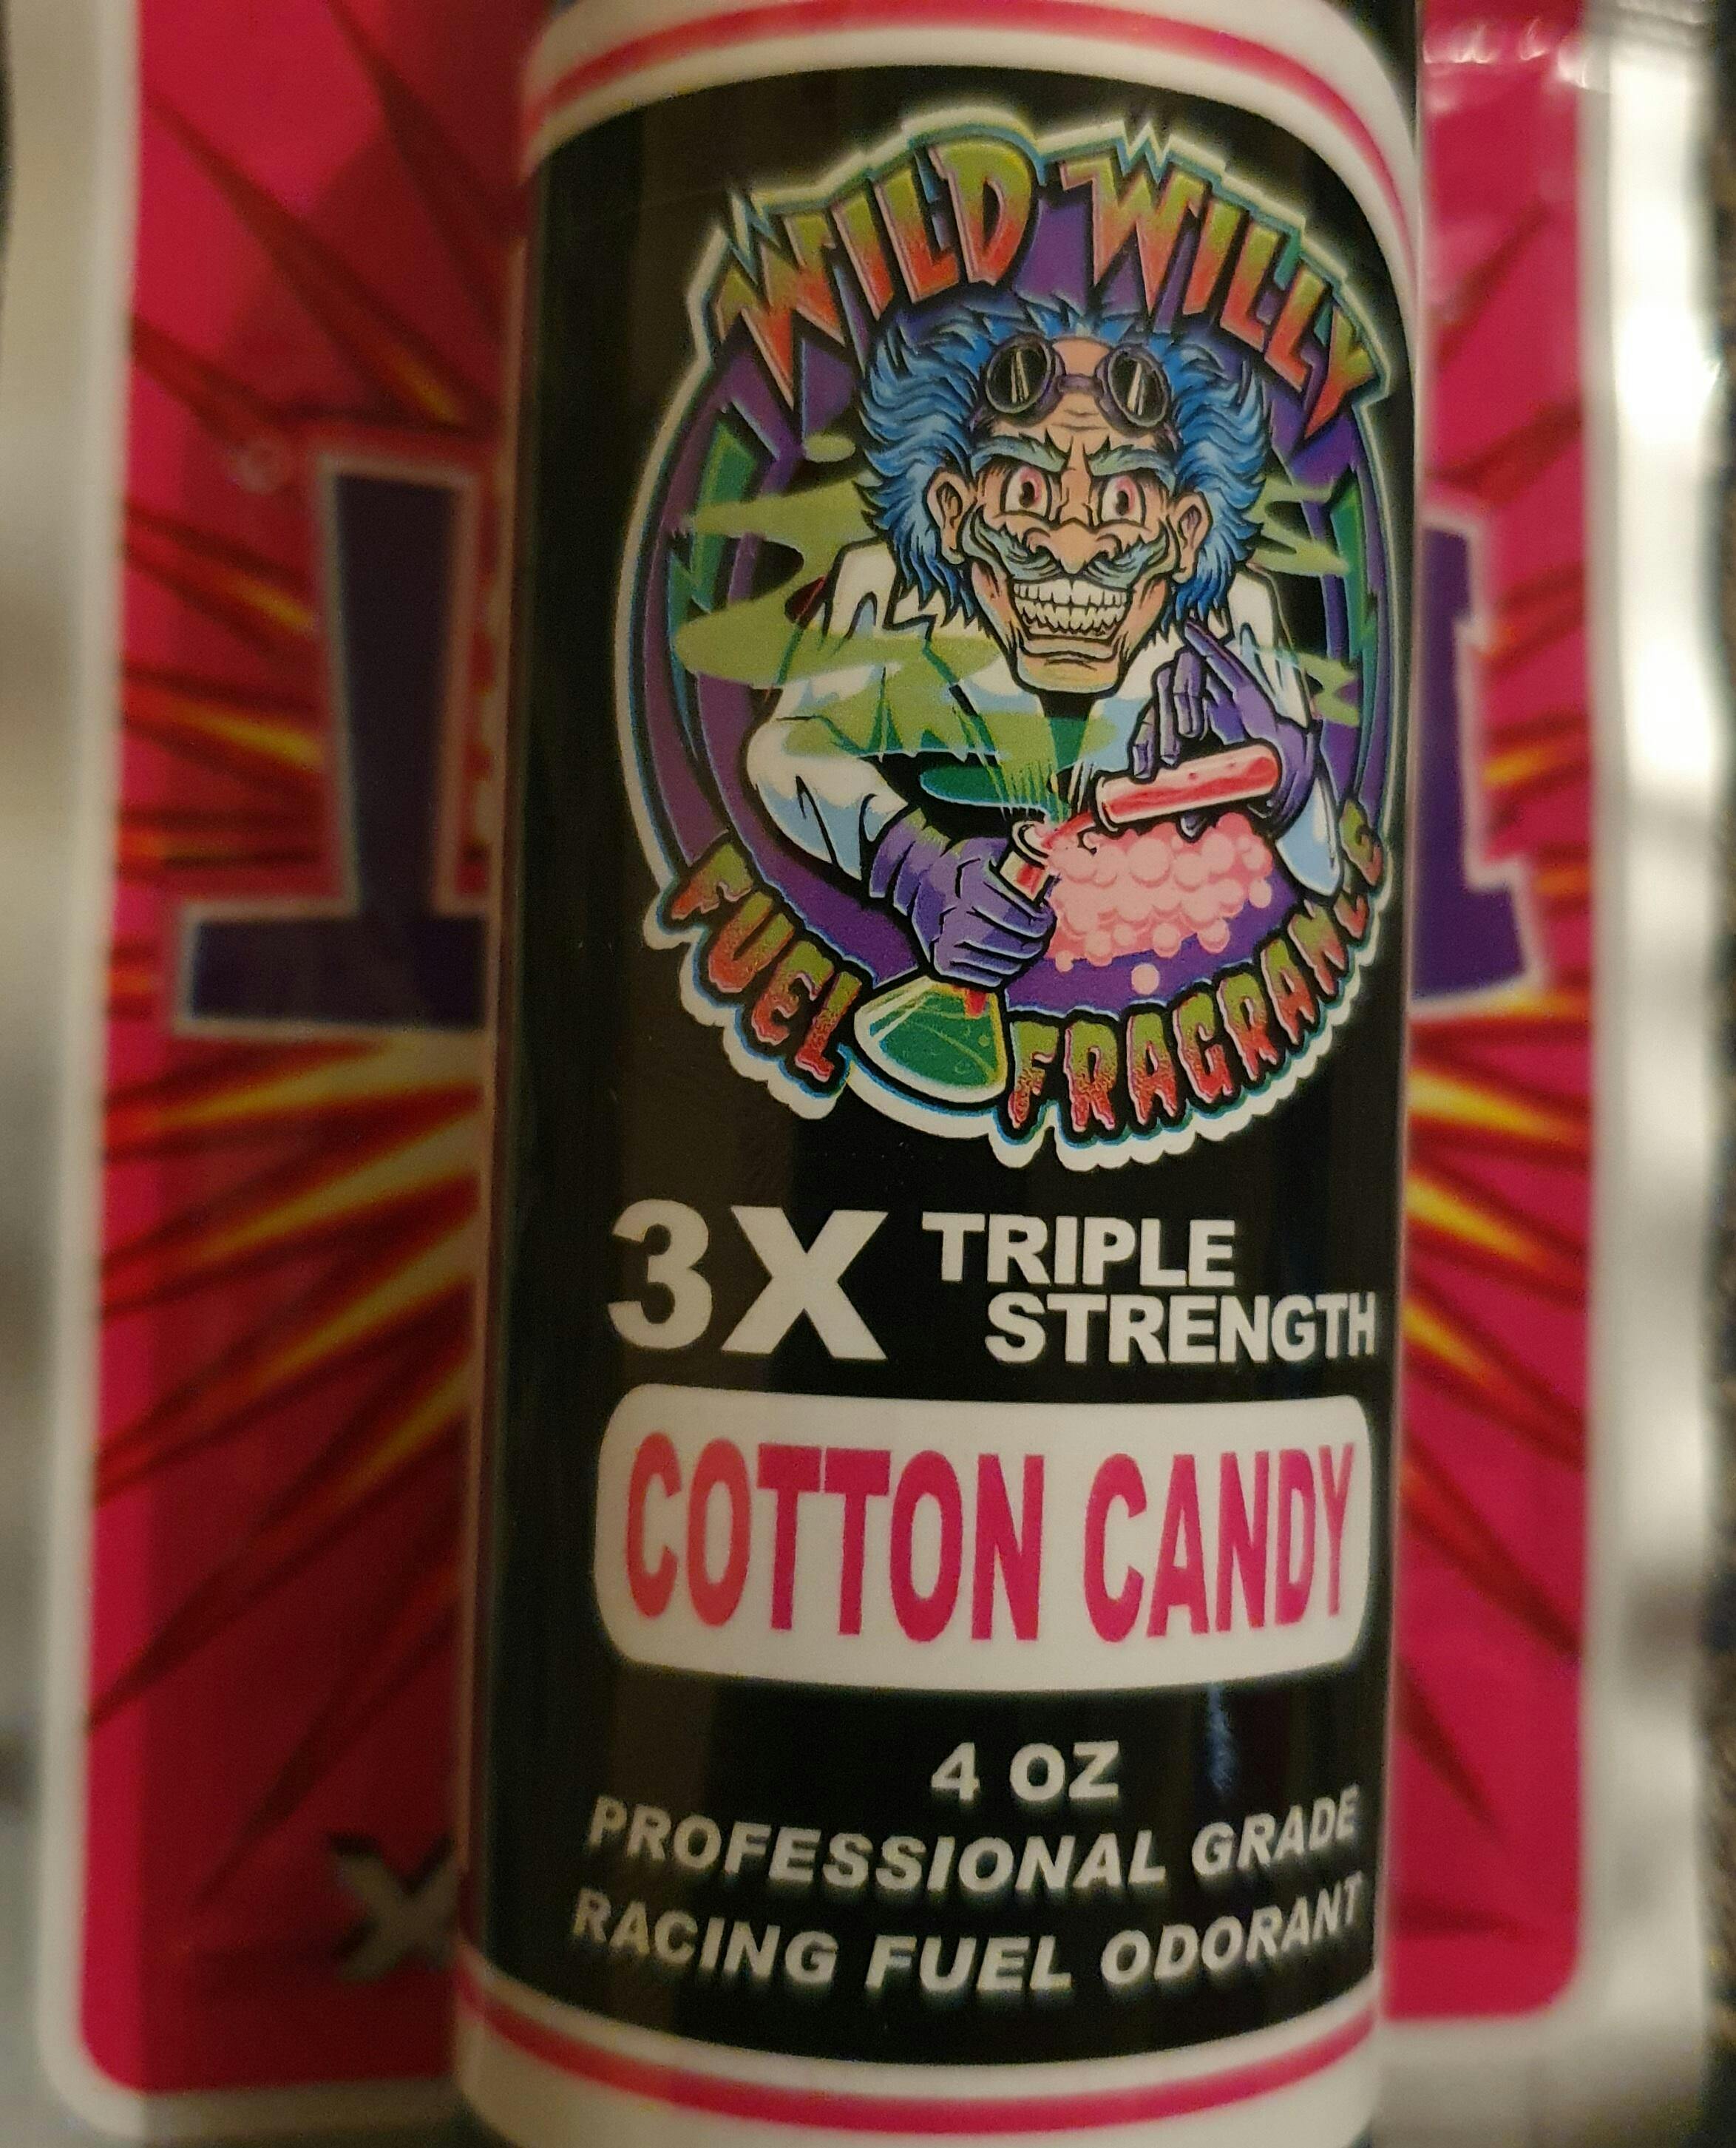 WILD WILLY
FUEL FRAGRANCE
3X TRIPLE
STRENGTH
COTTON CANDY
4 OZ
PROFESSIONAL GRADE
RACING FUEL ODORANT